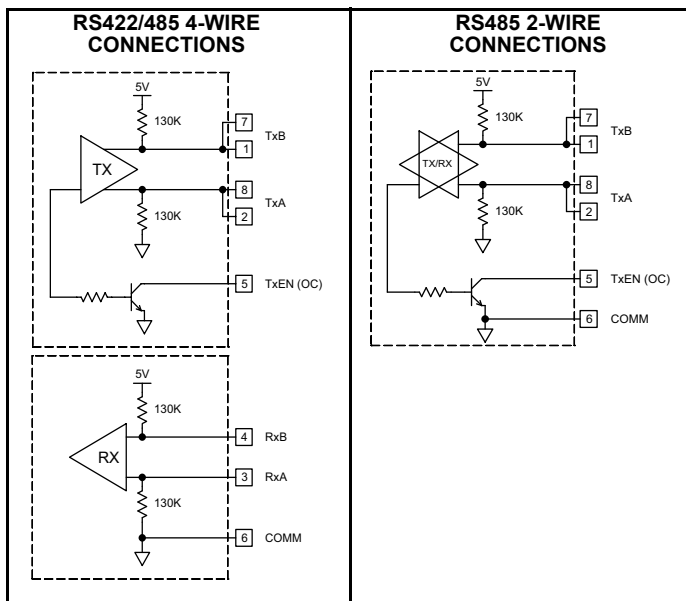 RS422/485 4-WIRE
CONNECTIONS
5V
130K
7
TxB
1
TX
8
TxA
2
130K
5
TxEN (OC)
5V
130K
4
RxB
RX
3
RxA
130K
6
COMM
RS485 2-WIRE
CONNECTIONS
5V
130K
7
TxB
1
TX/RX
8
TxA
2
130K
5
TxEN (OC)
6
COMM